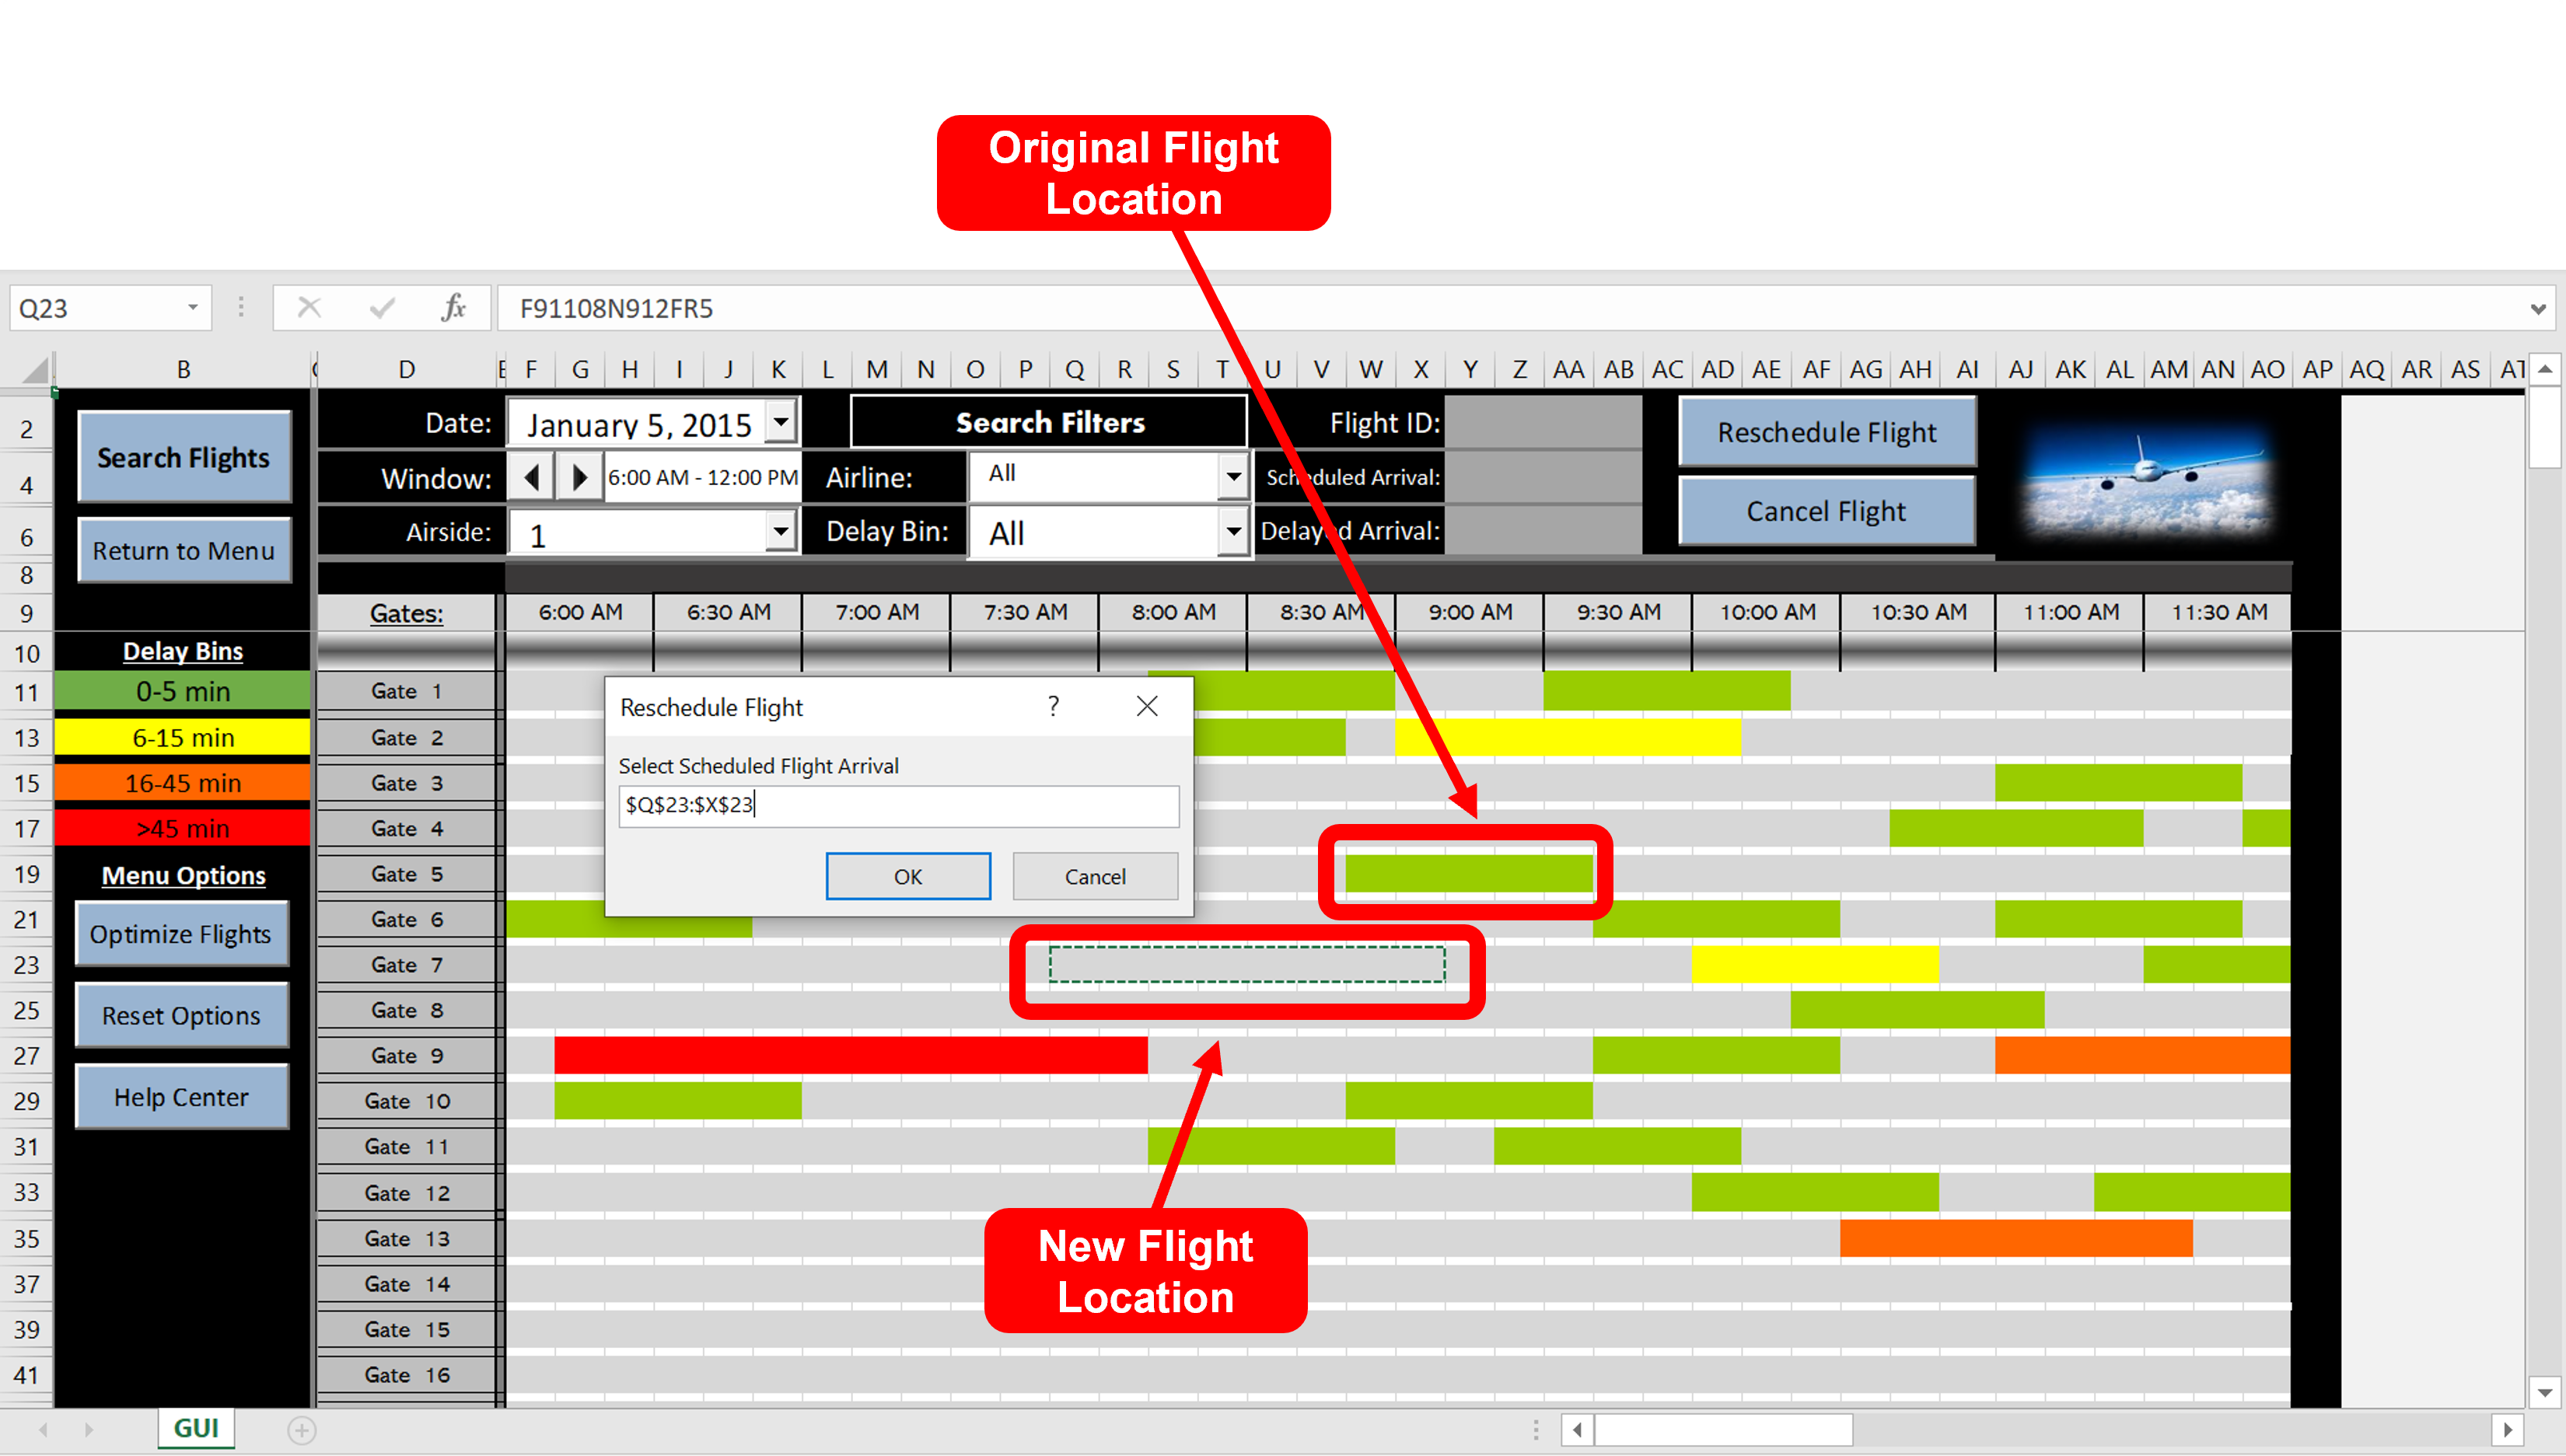 Original Flight
Location
Q23
fx
F91108N912FR5
B D F G H I J K L M N O P Q R S T U V W X Y Z AA AB AC AD AE AF AG AH AI AJ AK AL AM AN AO AP AQ AR AS AT
2 Search Flights Date: January 5, 2015 Search Filters Flight ID: Reschedule Flight
4 Window: 6:00 AM - 12:00 PM Airline: All Scheduled Arrival:
6 Return to Menu Airside: 1 Delay Bin: All Delayed Arrival: Cancel Flight
8
9 Gates: 6:00 AM 6:30 AM 7:00 AM 7:30 AM 8:00 AM 8:30 AM 9:00 AM 9:30 AM 10:00 AM 10:30 AM 11:00 AM 11:30 AM
10 Delay Bins
11 0-5 min Gate 1
13 6-15 min Gate 2
15 16-45 min Gate 3
17 >45 min Gate 4
19 Menu Options Gate 5
21 Optimize Flights Gate 6
23 Gate 7
25 Reset Options Gate 8
27 Gate 9
29 Help Center Gate 10
31 Gate 11
33 Gate 12
35 Gate 13
37 Gate 14
39 Gate 15
41 Gate 16
Reschedule Flight ?
Select Scheduled Flight Arrival
$Q$23:$X$23
OK Cancel
New Flight
Location
GUI